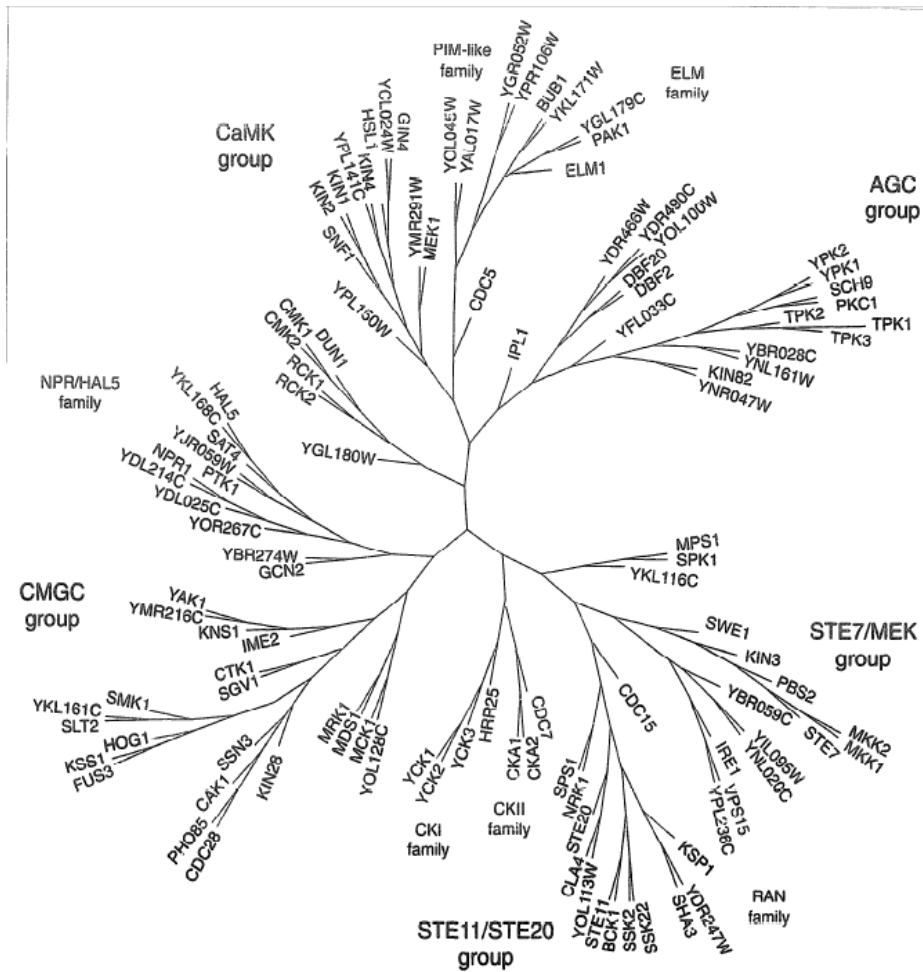 PIM-like
family
YGR052W
YPR106W
BUB1
YKL171W
ELM
family
YGL179C
PAK1
ELM1
CaMK
group
YCL024W
GIN4
HSL1
KIN4
YPL141C
KIN1
KIN2
SNF1
YMR291W
MEK1
YPL150W
YCL045W
YAL017W
CDC5
AGC
group
YDR466W
YDR490C
YOL100W
DBF20
DBF2
YFL033C
IPL1
YPK2
YPK1
SCH9
PKC1
TPK2
TPK1
TPK3
YBR028C
YNL161W
KIN82
YNR047W
CMK1
CMK2
DUN1
RCK1
RCK2
YGL180W
NPR/HAL5
family
HAL5
YKL168C
SAT4
YJR059W
PTK1
NPR1
YDL214C
YDL025C
YOR267C
YBR274W
GCN2
CMGC
group
YAK1
YMR216C
KNS1
IME2
CTK1
SGV1
SMK1
YKL161C
SLT2
HOG1
KSS1
FUS3
SSN3
CAK1
PHO85
CDC28
KIN28
MRK1
MDS1
MCK1
YOL128C
YCK1
YCK2
YCK3
HRR25
CKI
family
CKA1
CKA2
CDC7
CKII
family
MPS1
SPK1
YKL116C
STE7/MEK
group
SWE1
KIN3
PBS2
MKK2
MKK1
STE7
YBR059C
YIL095W
YNL020C
IRE1
VPS15
YPL236C
CDC15
SPS1
NRK1
STE20
CLA4
YOL113W
STE11
BCK1
SSK2
SSK22
KSP1
YDR247W
SHA3
RAN
family
STE11/STE20
group